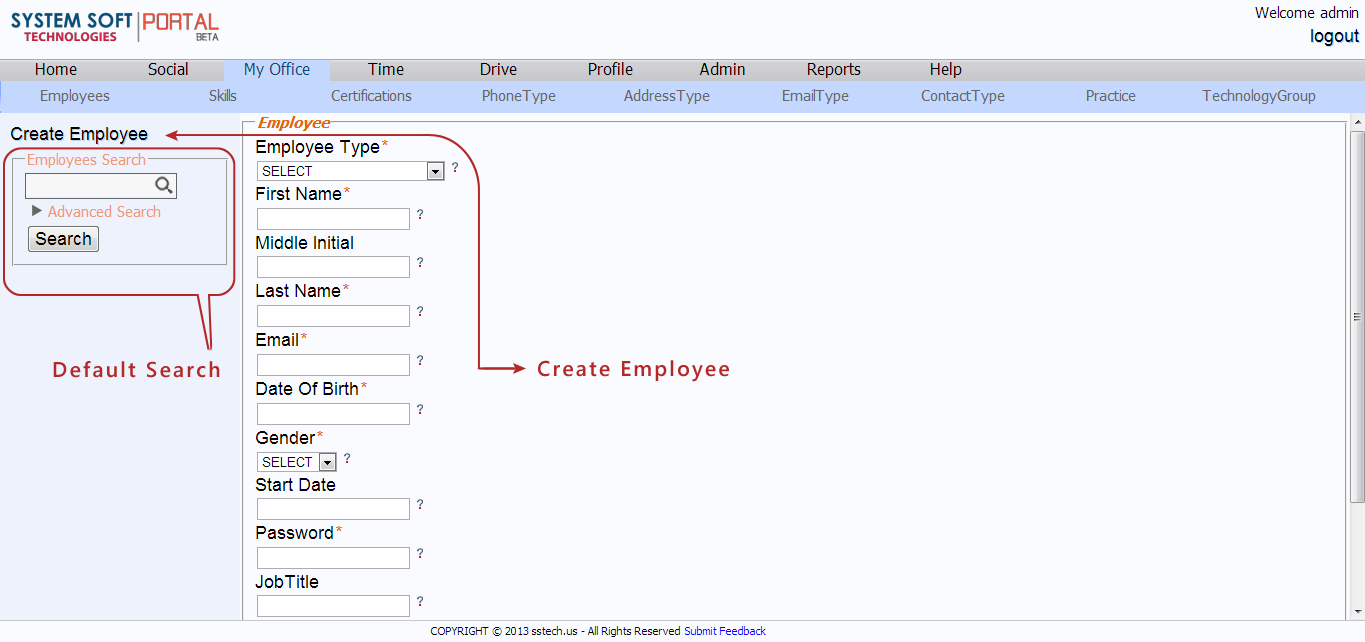 SYSTEM SOFT PORTAL
TECHNOLOGIES BETA
Welcome admin
logout
Home Social My Office Time Drive Profile Admin Reports Help
Employees Skills Certifications PhoneType AddressType EmailType ContactType Practice TechnologyGroup
Create Employee
Employees Search
Advanced Search
Search
Default Search
Employee
Employee Type*
SELECT ?
First Name*
?
Middle Initial
?
Last Name*
?
Email*
?
Create Employee
Date Of Birth*
?
Gender*
SELECT ?
Start Date
?
Password*
?
JobTitle
?
COPYRIGHT © 2013 sstech.us - All Rights Reserved Submit Feedback